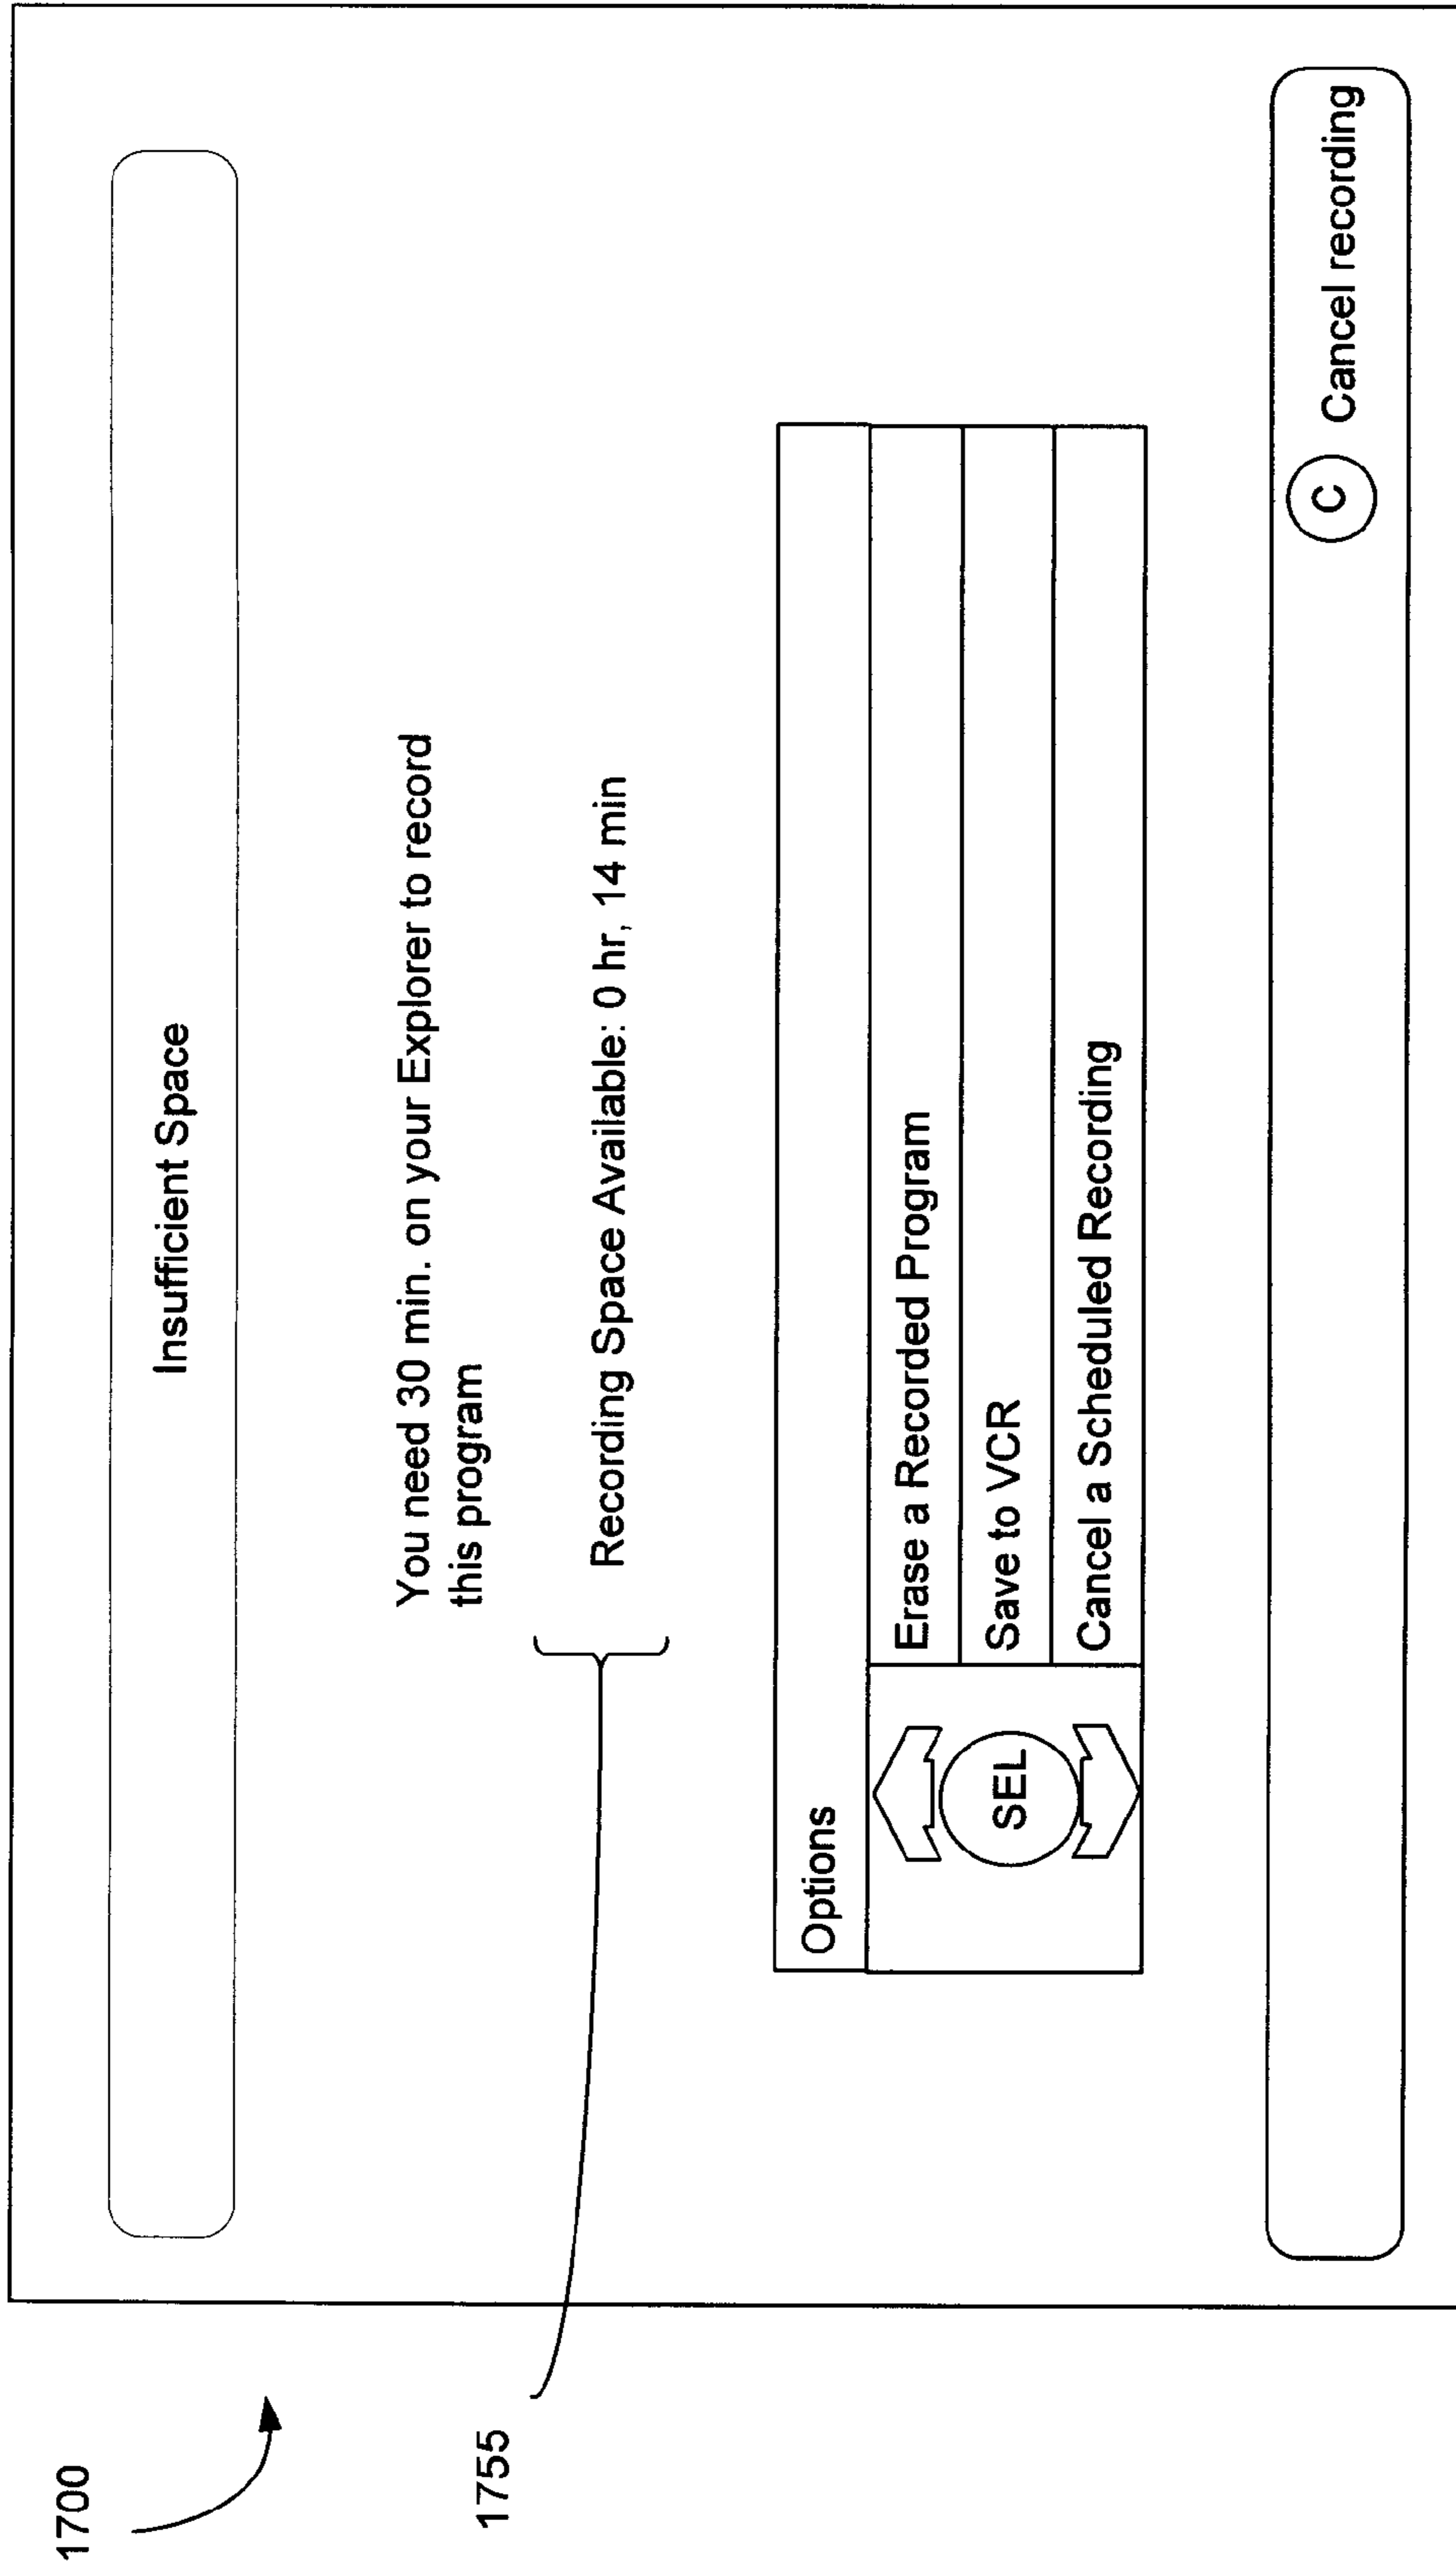 1700
Insufficient Space
You need 30 min. on your Explorer to record
this program
1755
Recording Space Available: 0 hr, 14 min
Options
SEL
Erase a Recorded Program
Save to VCR
Cancel a Scheduled Recording
C Cancel recording